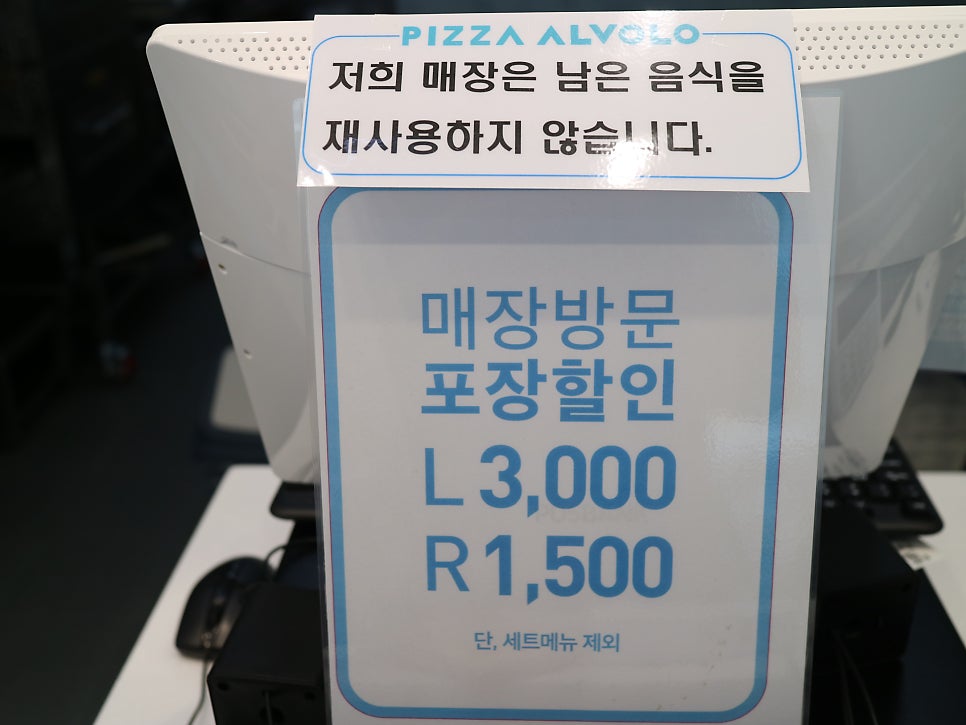 PIZZA ALVOLO
저희 매장은 남은 음식을
재사용하지 않습니다.
매장방문
포장할인
L 3,000
R 1,500
단, 세트메뉴 제외